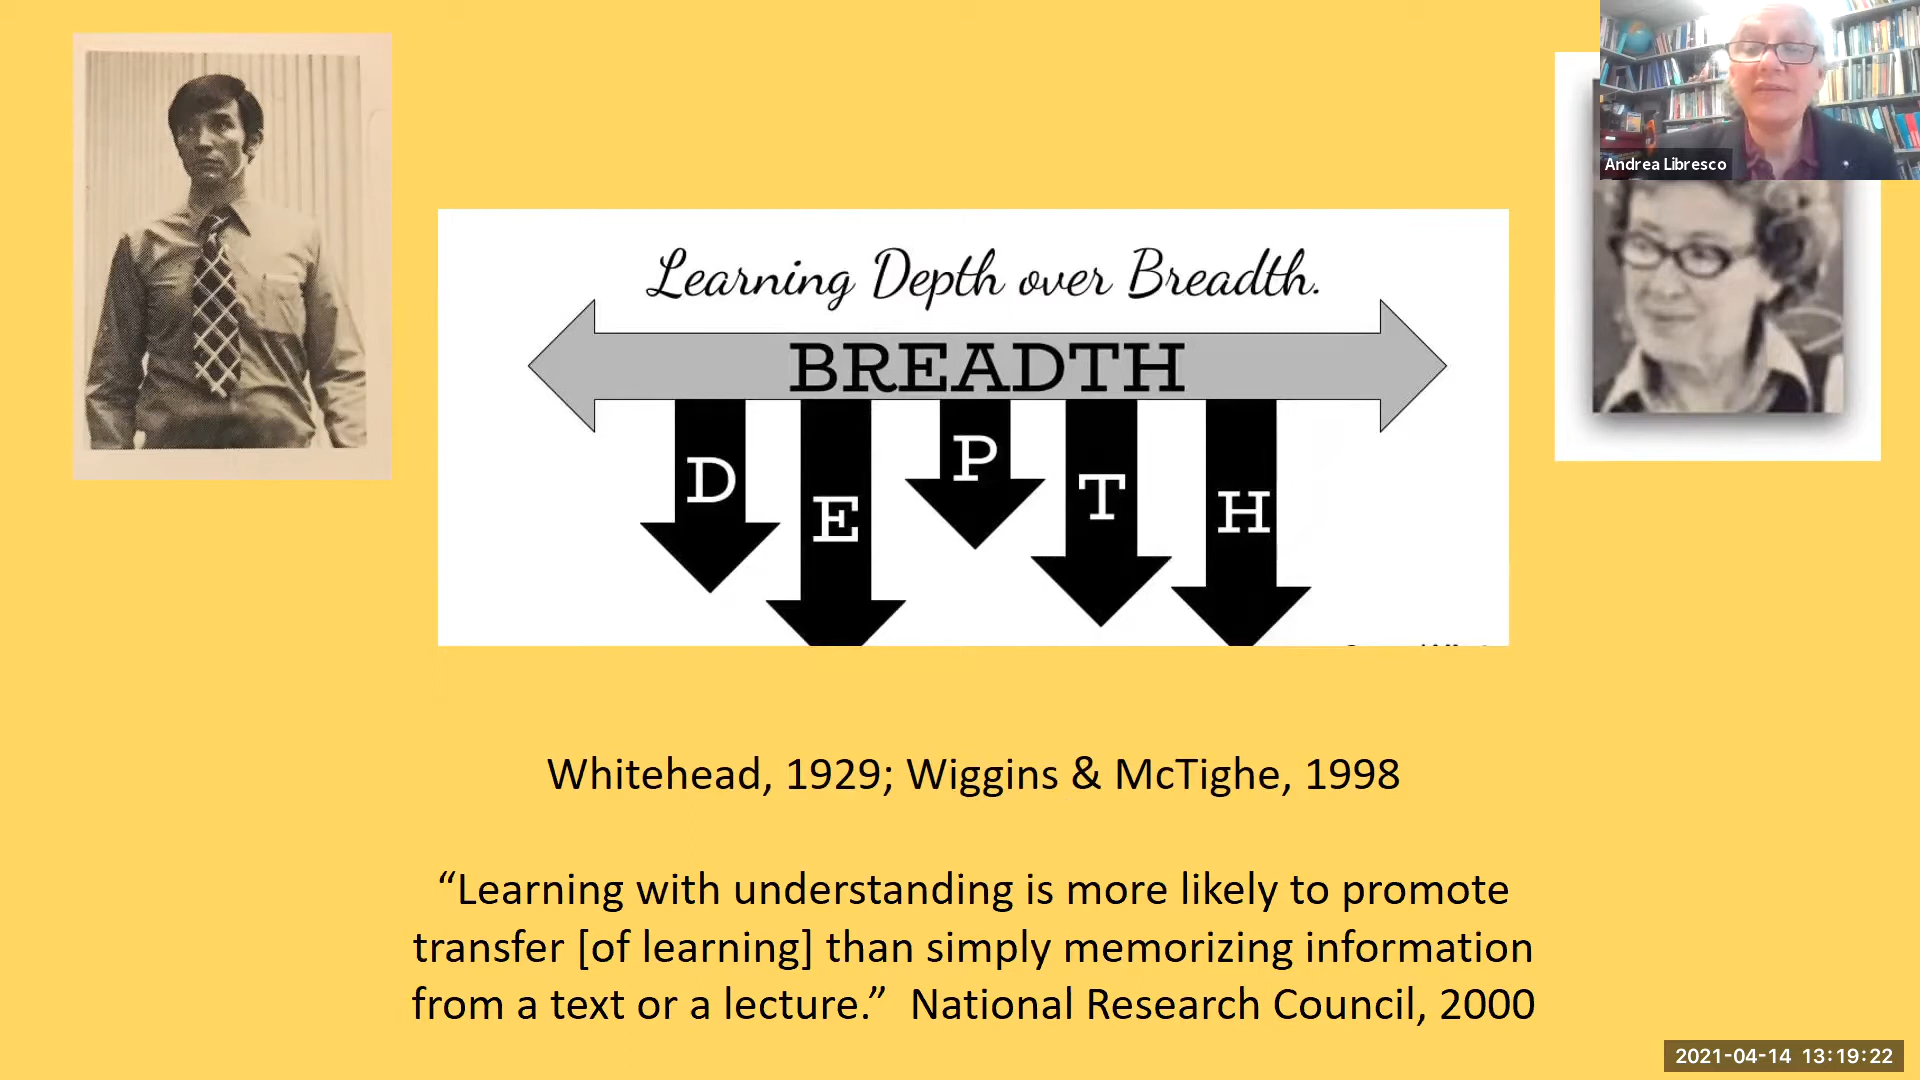 Andrea Libresco
Learning Depth over Breadth.
BREADTH
D E P T H
Whitehead, 1929; Wiggins & McTighe, 1998
“Learning with understanding is more likely to promote
transfer [of learning] than simply memorizing information
from a text or a lecture.” National Research Council, 2000
2021-04-14 13:19:22